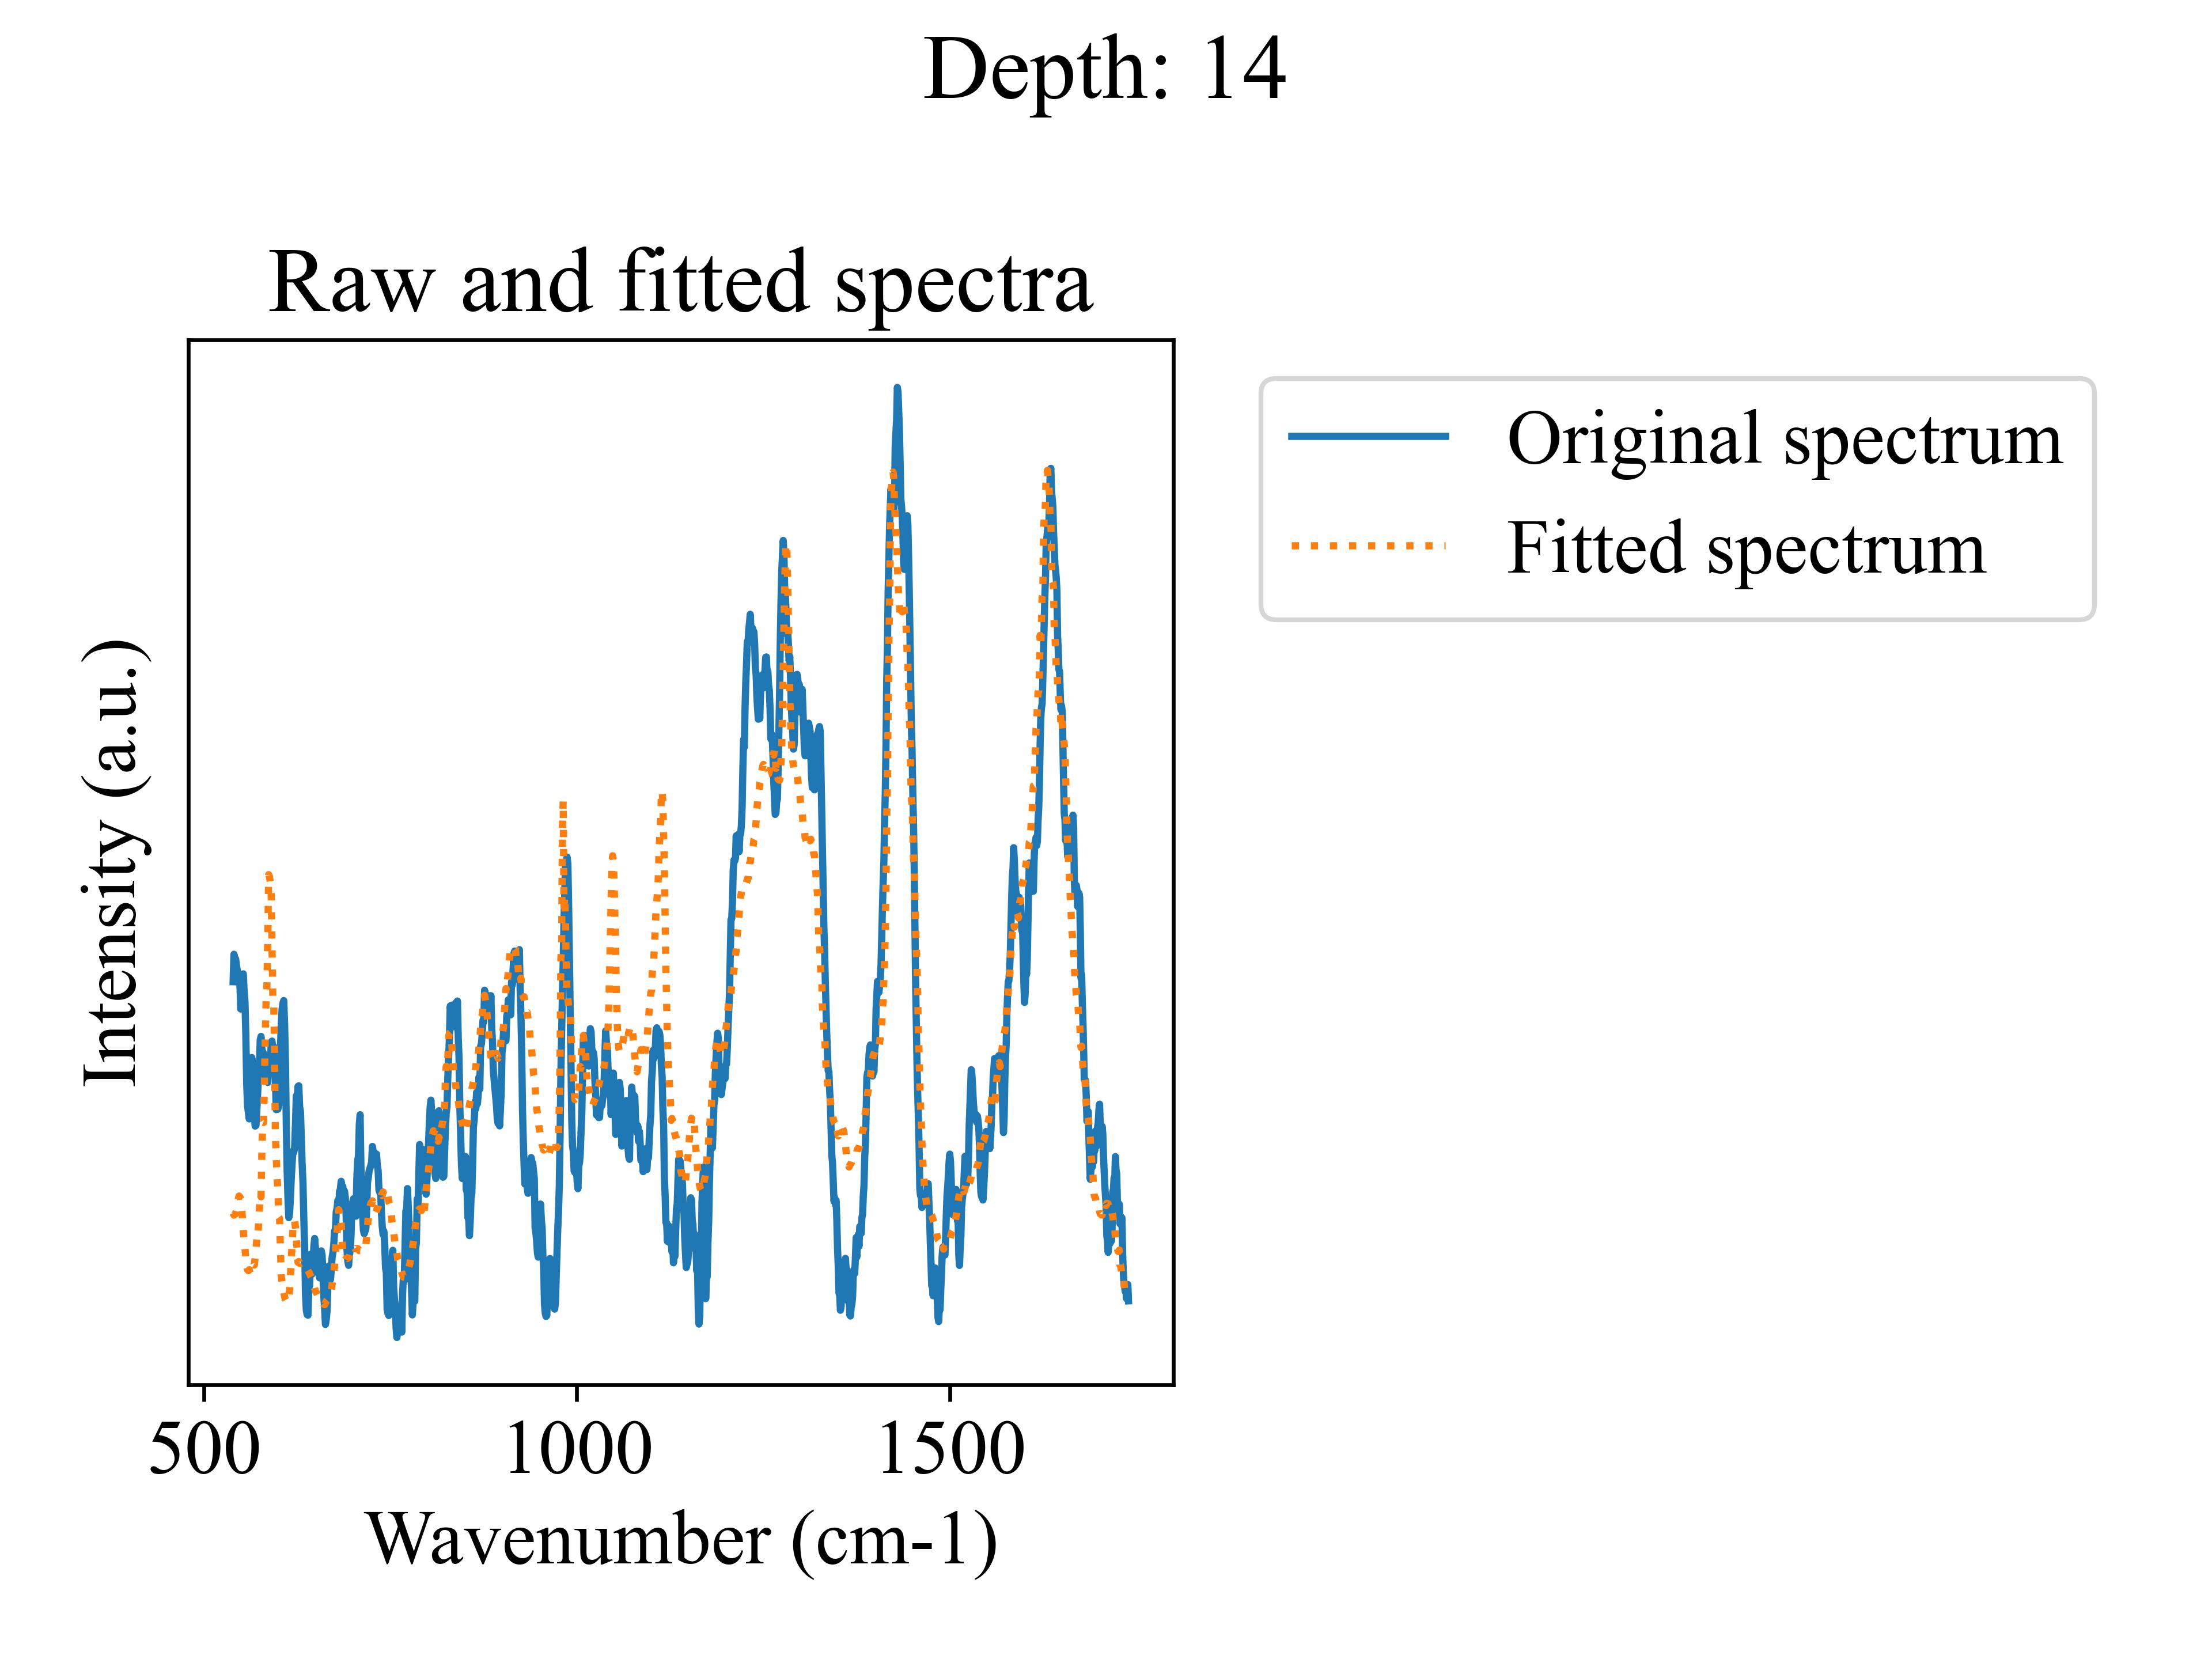 Depth: 14
Raw and fitted spectra
Original spectrum
Fitted spectrum
Intensity (a.u.)
500 1000 1500
Wavenumber (cm-1)